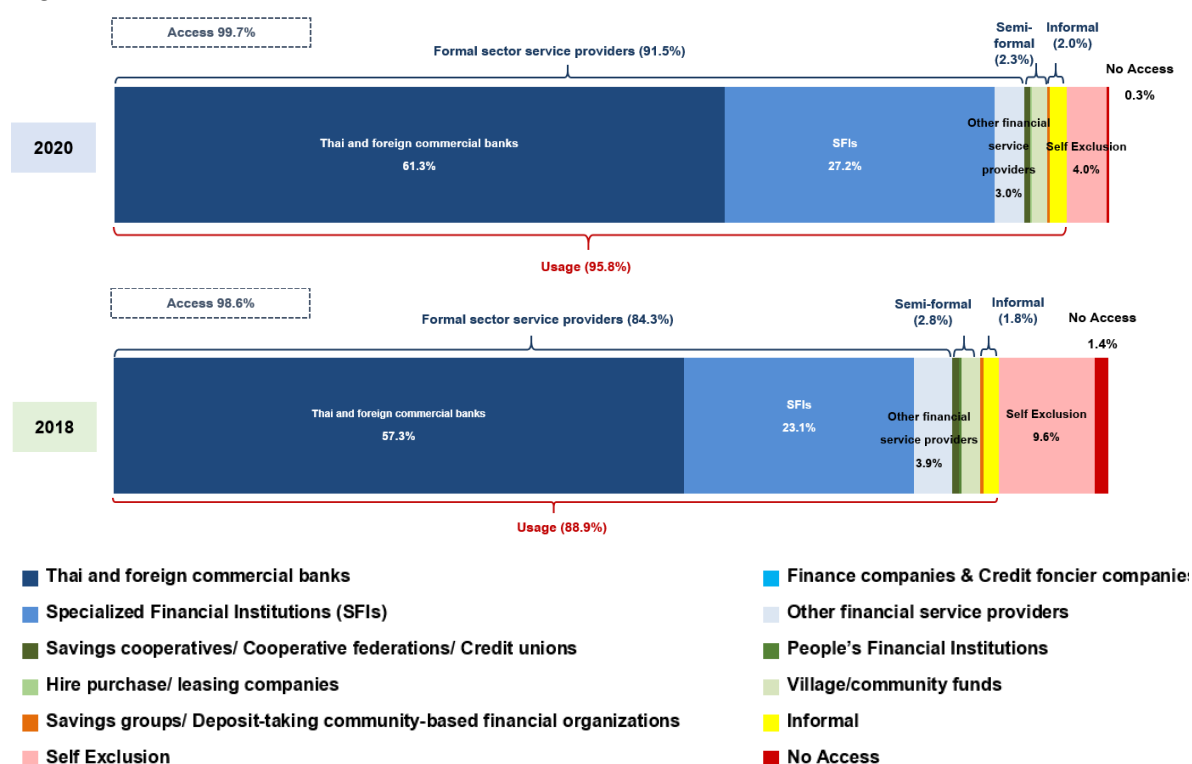 Access 99.7%
Formal sector service providers (91.5%)
Semi-
formal
(2.3%)
Informal
(2.0%)
No Access
0.3%
2020
Thai and foreign commercial banks
61.3%
SFIs
27.2%
Other financial
service
providers
3.0%
Self Exclusion
4.0%
Usage (95.8%)
Access 98.6%
Formal sector service providers (84.3%)
Semi-formal
(2.8%)
Informal
(1.8%)
No Access
1.4%
2018
Thai and foreign commercial banks
57.3%
SFIs
23.1%
Other financial
service providers
3.9%
Self Exclusion
9.6%
Usage (88.9%)
Thai and foreign commercial banks
Finance companies & Credit foncier companies
Specialized Financial Institutions (SFIs)
Other financial service providers
Savings cooperatives/ Cooperative federations/ Credit unions
People's Financial Institutions
Hire purchase/ leasing companies
Village/community funds
Savings groups/ Deposit-taking community-based financial organizations
Informal
Self Exclusion
No Access